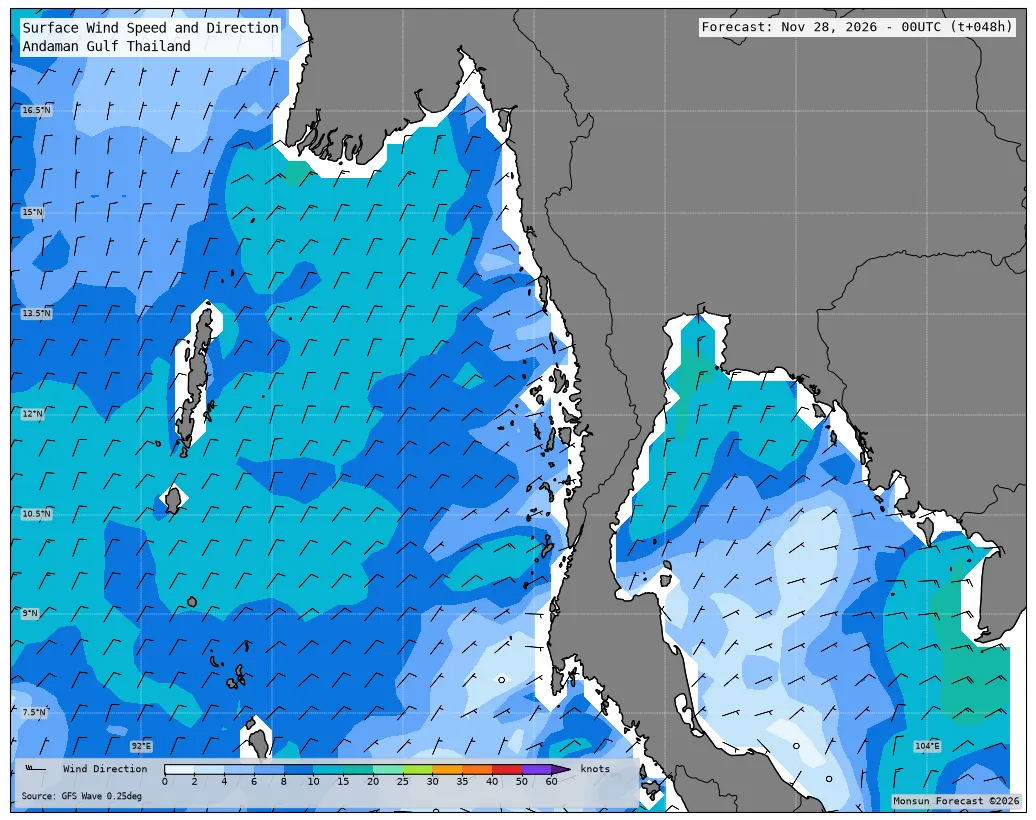 Surface Wind Speed and Direction
Andaman Gulf Thailand
Forecast: Nov 28, 2026 - 00UTC (t+048h)
16.5°N
15°N
13.5°N
12°N
10.5°N
9°N
7.5°N
92°E
104°E
Wind Direction
0 2 4 6 8 10 15 20 25 30 35 40 50 60
knots
Source: GFS Wave 0.25deg
Monsun Forecast ©2026